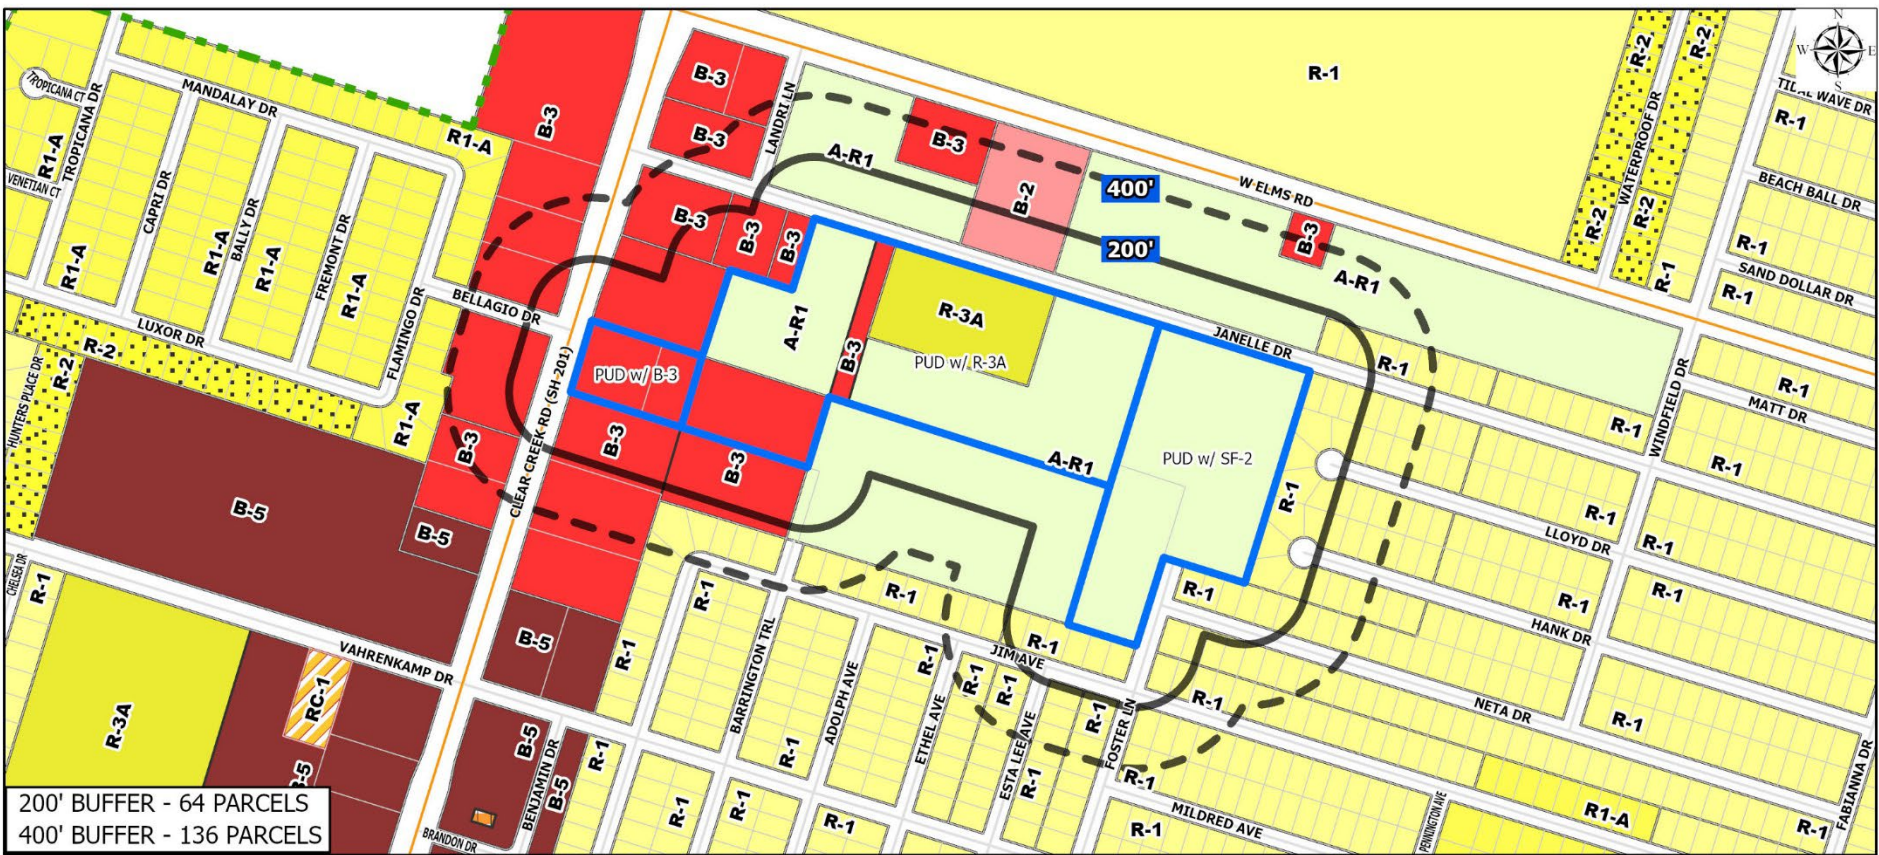 N
W
E
S
R-1
R-2
R-2
TIDAL WAVE DR
TROPICANA CT
TROPICANA DR
MANDALAY DR
B-3
B-3
LANDRI LN
R1-A
R1-A
B-3
B-3
A-R1
WATERPROOF DR
R-1
VENETIAN CT
CAPRI DR
BALLY DR
B-2
400'
W ELMS RD
BEACH BALL DR
R-2
R-2
B-3
B-3
B-3
B-3
200'
A-R1
R-1
R-1
SAND DOLLAR DR
R-1
R1-A
R1-A
R1-A
FREMONT DR
R1-A
FLAMINGO DR
BELLAGIO DR
A-R1
R-3A
LUXOR DR
R-2
R-2
HUNTERS PLACE DR
PUD w/ B-3
B-3
PUD w/ R-3A
JANELLE DR
R-1
R-1
WINDFIELD DR
R-1
MATT DR
R1-A
B-3
CLEAR CREEK RD (SH-201)
B-3
B-3
A-R1
PUD w/ SF-2
R-1
R-1
B-5
B-5
R-1
LLOYD DR
R-1
CHELSEA DR
R-1
R-1
R-1
R-1
R-1
R-1
HANK DR
R-1
VAHRENKAMP DR
B-5
R-1
BARRINGTON TRL
ADOLPH AVE
R-1
JIM AVE
R-1
R-1
R-1
R-1
NETA DR
R-1
RC-1
R-3A
B-5
B-5
BENJAMIN DR
B-5
R-1
R-1
ETHEL AVE
ESTA LEE AVE
R-1
FOSTER LN
R-1
FABIANNA DR
R-1
R-1
R-1
R-1
MILDRED AVE
PENNINGTON AVE
R1-A
R-1
BRANDON DR
200' BUFFER - 64 PARCELS
400' BUFFER - 136 PARCELS